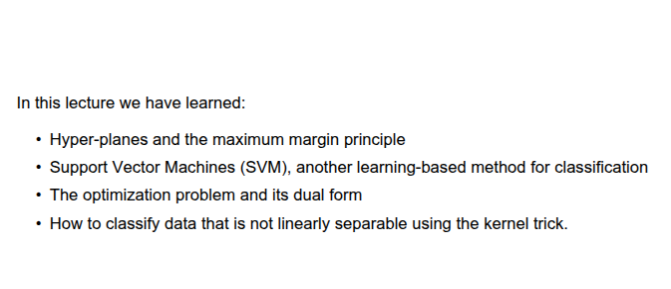 In this lecture we have learned:
• Hyper-planes and the maximum margin principle
• Support Vector Machines (SVM), another learning-based method for classification
• The optimization problem and its dual form
• How to classify data that is not linearly separable using the kernel trick.